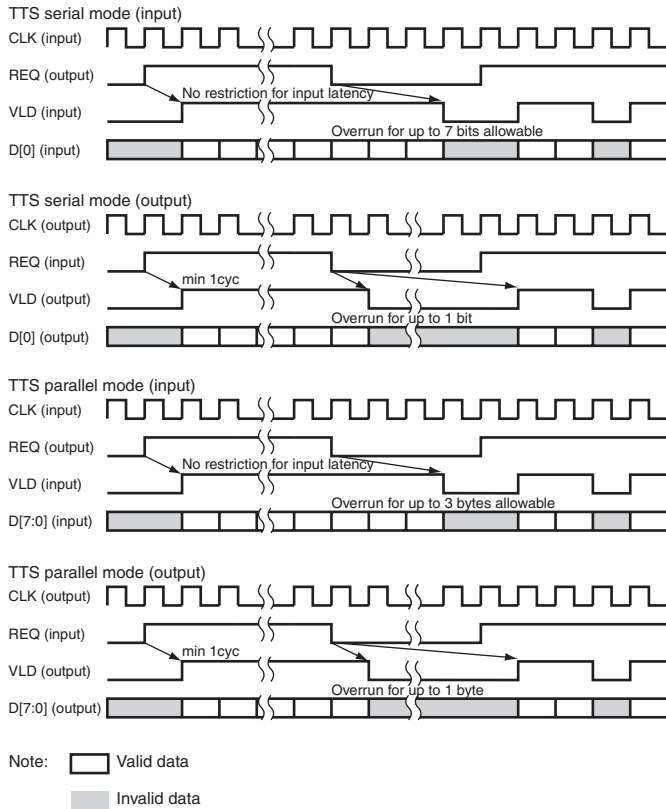 TTS serial mode (input)
CLK (input)
REQ (output)
No restriction for input latency
VLD (input)
Overrun for up to 7 bits allowable
D[0] (input)
TTS serial mode (output)
CLK (output)
REQ (input)
min 1cyc
VLD (output)
Overrun for up to 1 bit
D[0] (output)
TTS parallel mode (input)
CLK (input)
REQ (output)
No restriction for input latency
VLD (input)
Overrun for up to 3 bytes allowable
D[7:0] (input)
TTS parallel mode (output)
CLK (output)
REQ (input)
min 1cyc
VLD (output)
Overrun for up to 1 byte
D[7:0] (output)
Note: Valid data
Invalid data